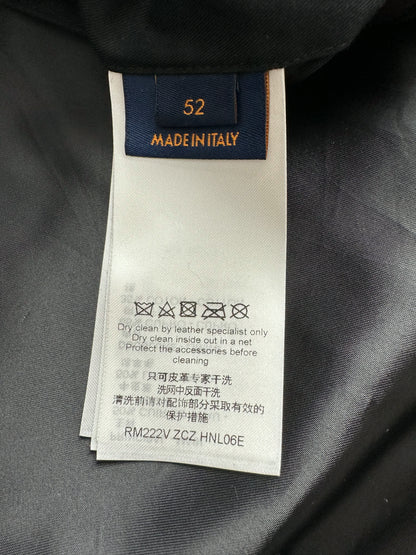 52
MADE IN ITALY
Dry clean by leather specialist only
Dry clean inside out in a net
Protect the accessories before
cleaning
只可皮革专家干洗
洗网中反面干洗
清洗前请对配饰部分采取有效的
保护措施
RM222V ZCZ HNL06E